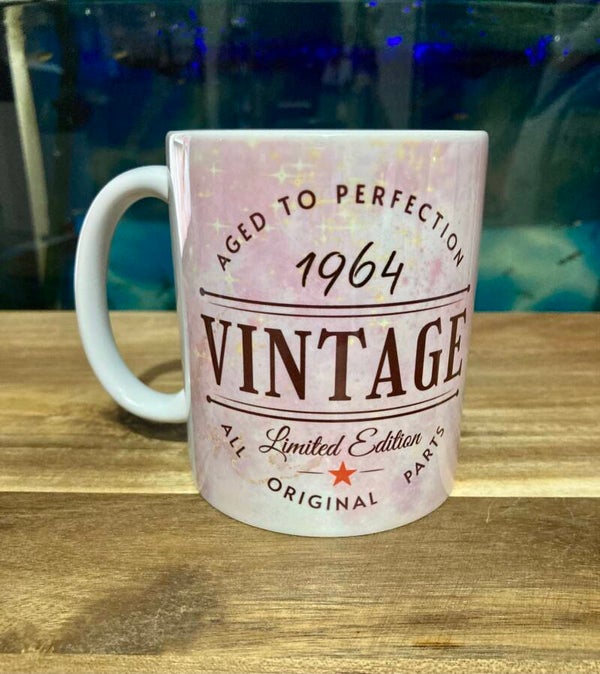 AGED TO PERFECTION
1964
VINTAGE
Limited Edition
ALL ORIGINAL PARTS